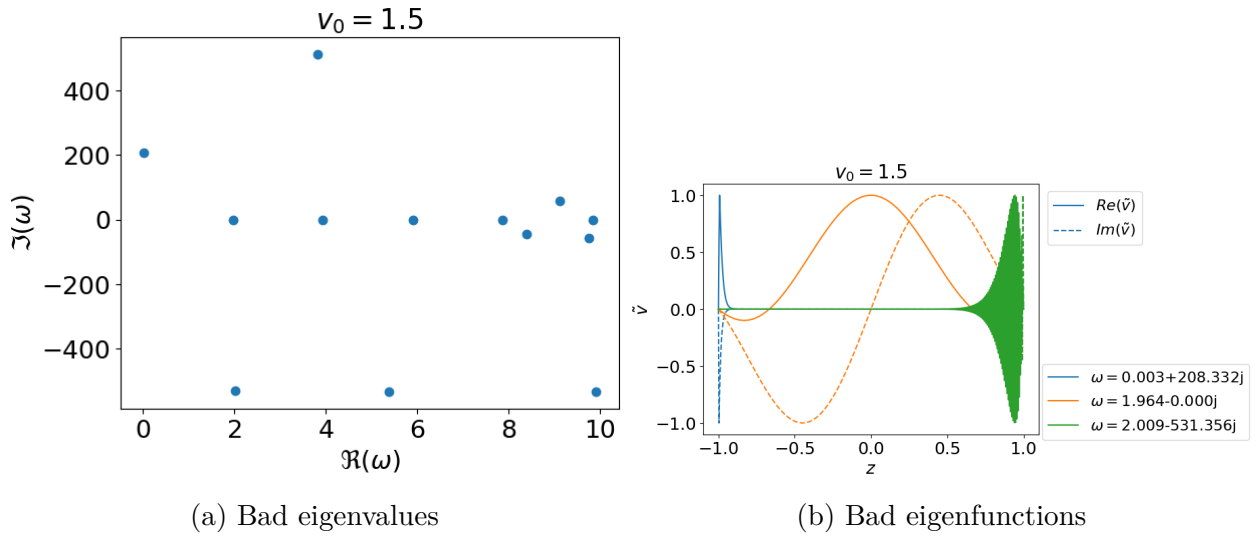 v₀ = 1.5
ℑ(ω)
400
200
0
−200
−400
0 2 4 6 8 10
ℜ(ω)
(a) Bad eigenvalues
v₀ = 1.5
ṽ
1.0
0.5
0.0
−0.5
−1.0
−1.0 −0.5 0.0 0.5 1.0
z
Re(ṽ)
Im(ṽ)
ω = 0.003+208.332j
ω = 1.964-0.000j
ω = 2.009-531.356j
(b) Bad eigenfunctions